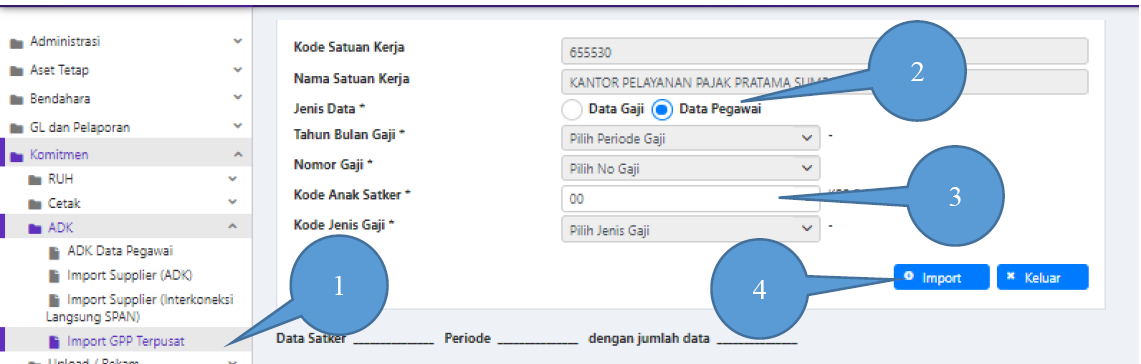 Administrasi
Aset Tetap
Bendahara
GL dan Pelaporan
Komitmen
RUH
Cetak
ADK
ADK Data Pegawai
Import Supplier (ADK)
Import Supplier (Interkoneksi
Langsung SPAN)
Import GPP Terpusat
Upload / Rekam
1
Kode Satuan Kerja 655530
Nama Satuan Kerja KANTOR PELAYANAN PAJAK PRATAMA
2
Jenis Data * Data Gaji Data Pegawai
Tahun Bulan Gaji * Pilih Periode Gaji -
Nomor Gaji * Pilih No Gaji
Kode Anak Satker * 00
3
Kode Jenis Gaji * Pilih Jenis Gaji -
4
Import Keluar
Data Satker ____________ Periode ____________ dengan jumlah data ____________